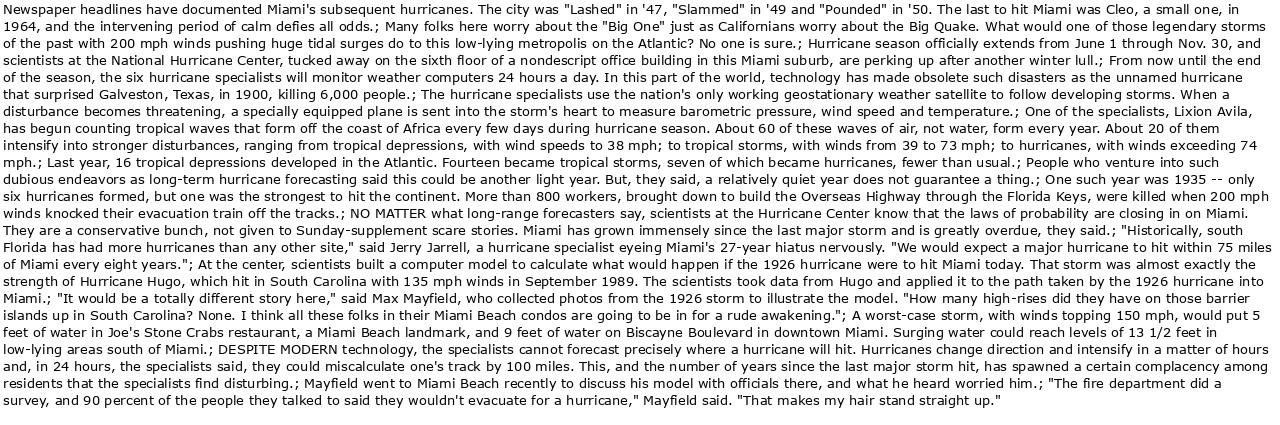 Newspaper headlines have documented Miami's subsequent hurricanes. The city was "Lashed" in '47, "Slammed" in '49 and "Pounded" in '50. The last to hit Miami was Cleo, a small one, in
1964, and the intervening period of calm defies all odds.; Many folks here worry about the "Big One" just as Californians worry about the Big Quake. What would one of those legendary storms
of the past with 200 mph winds pushing huge tidal surges do to this low-lying metropolis on the Atlantic? No one is sure.; Hurricane season officially extends from June 1 through Nov. 30, and
scientists at the National Hurricane Center, tucked away on the sixth floor of a nondescript office building in this Miami suburb, are perking up after another winter lull.; From now until the end
of the season, the six hurricane specialists will monitor weather computers 24 hours a day. In this part of the world, technology has made obsolete such disasters as the unnamed hurricane
that surprised Galveston, Texas, in 1900, killing 6,000 people.; The hurricane specialists use the nation's only working geostationary weather satellite to follow developing storms. When a
disturbance becomes threatening, a specially equipped plane is sent into the storm's heart to measure barometric pressure, wind speed and temperature.; One of the specialists, Lixion Avila,
has begun counting tropical waves that form off the coast of Africa every few days during hurricane season. About 60 of these waves of air, not water, form every year. About 20 of them
intensify into stronger disturbances, ranging from tropical depressions, with wind speeds to 38 mph; to tropical storms, with winds from 39 to 73 mph; to hurricanes, with winds exceeding 74
mph.; Last year, 16 tropical depressions developed in the Atlantic. Fourteen became tropical storms, seven of which became hurricanes, fewer than usual.; People who venture into such
dubious endeavors as long-term hurricane forecasting said this could be another light year. But, they said, a relatively quiet year does not guarantee a thing.; One such year was 1935 -- only
six hurricanes formed, but one was the strongest to hit the continent. More than 800 workers, brought down to build the Overseas Highway through the Florida Keys, were killed when 200 mph
winds knocked their evacuation train off the tracks.; NO MATTER what long-range forecasters say, scientists at the Hurricane Center know that the laws of probability are closing in on Miami.
They are a conservative bunch, not given to Sunday-supplement scare stories. Miami has grown immensely since the last major storm and is greatly overdue, they said.; "Historically, south
Florida has had more hurricanes than any other site," said Jerry Jarrell, a hurricane specialist eyeing Miami's 27-year hiatus nervously. "We would expect a major hurricane to hit within 75 miles
of Miami every eight years."; At the center, scientists built a computer model to calculate what would happen if the 1926 hurricane were to hit Miami today. That storm was almost exactly the
strength of Hurricane Hugo, which hit in South Carolina with 135 mph winds in September 1989. The scientists took data from Hugo and applied it to the path taken by the 1926 hurricane into
Miami.; "It would be a totally different story here," said Max Mayfield, who collected photos from the 1926 storm to illustrate the model. "How many high-rises did they have on those barrier
islands up in South Carolina? None. I think all these folks in their Miami Beach condos are going to be in for a rude awakening."; A worst-case storm, with winds topping 150 mph, would put 5
feet of water in Joe's Stone Crabs restaurant, a Miami Beach landmark, and 9 feet of water on Biscayne Boulevard in downtown Miami. Surging water could reach levels of 13 1/2 feet in
low-lying areas south of Miami.; DESPITE MODERN technology, the specialists cannot forecast precisely where a hurricane will hit. Hurricanes change direction and intensify in a matter of hours
and, in 24 hours, the specialists said, they could miscalculate one's track by 100 miles. This, and the number of years since the last major storm hit, has spawned a certain complacency among
residents that the specialists find disturbing.; Mayfield went to Miami Beach recently to discuss his model with officials there, and what he heard worried him.; "The fire department did a
survey, and 90 percent of the people they talked to said they wouldn't evacuate for a hurricane," Mayfield said. "That makes my hair stand straight up."